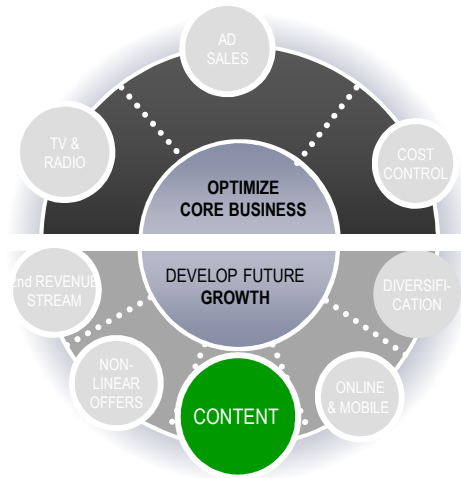 AD
SALES
TV &
RADIO
COST
CONTROL
OPTIMIZE
CORE BUSINESS
DEVELOP FUTURE
GROWTH
2nd REVENUE
STREAM
DIVERSIFI-
CATION
NON-
LINEAR
OFFERS
CONTENT
ONLINE
& MOBILE